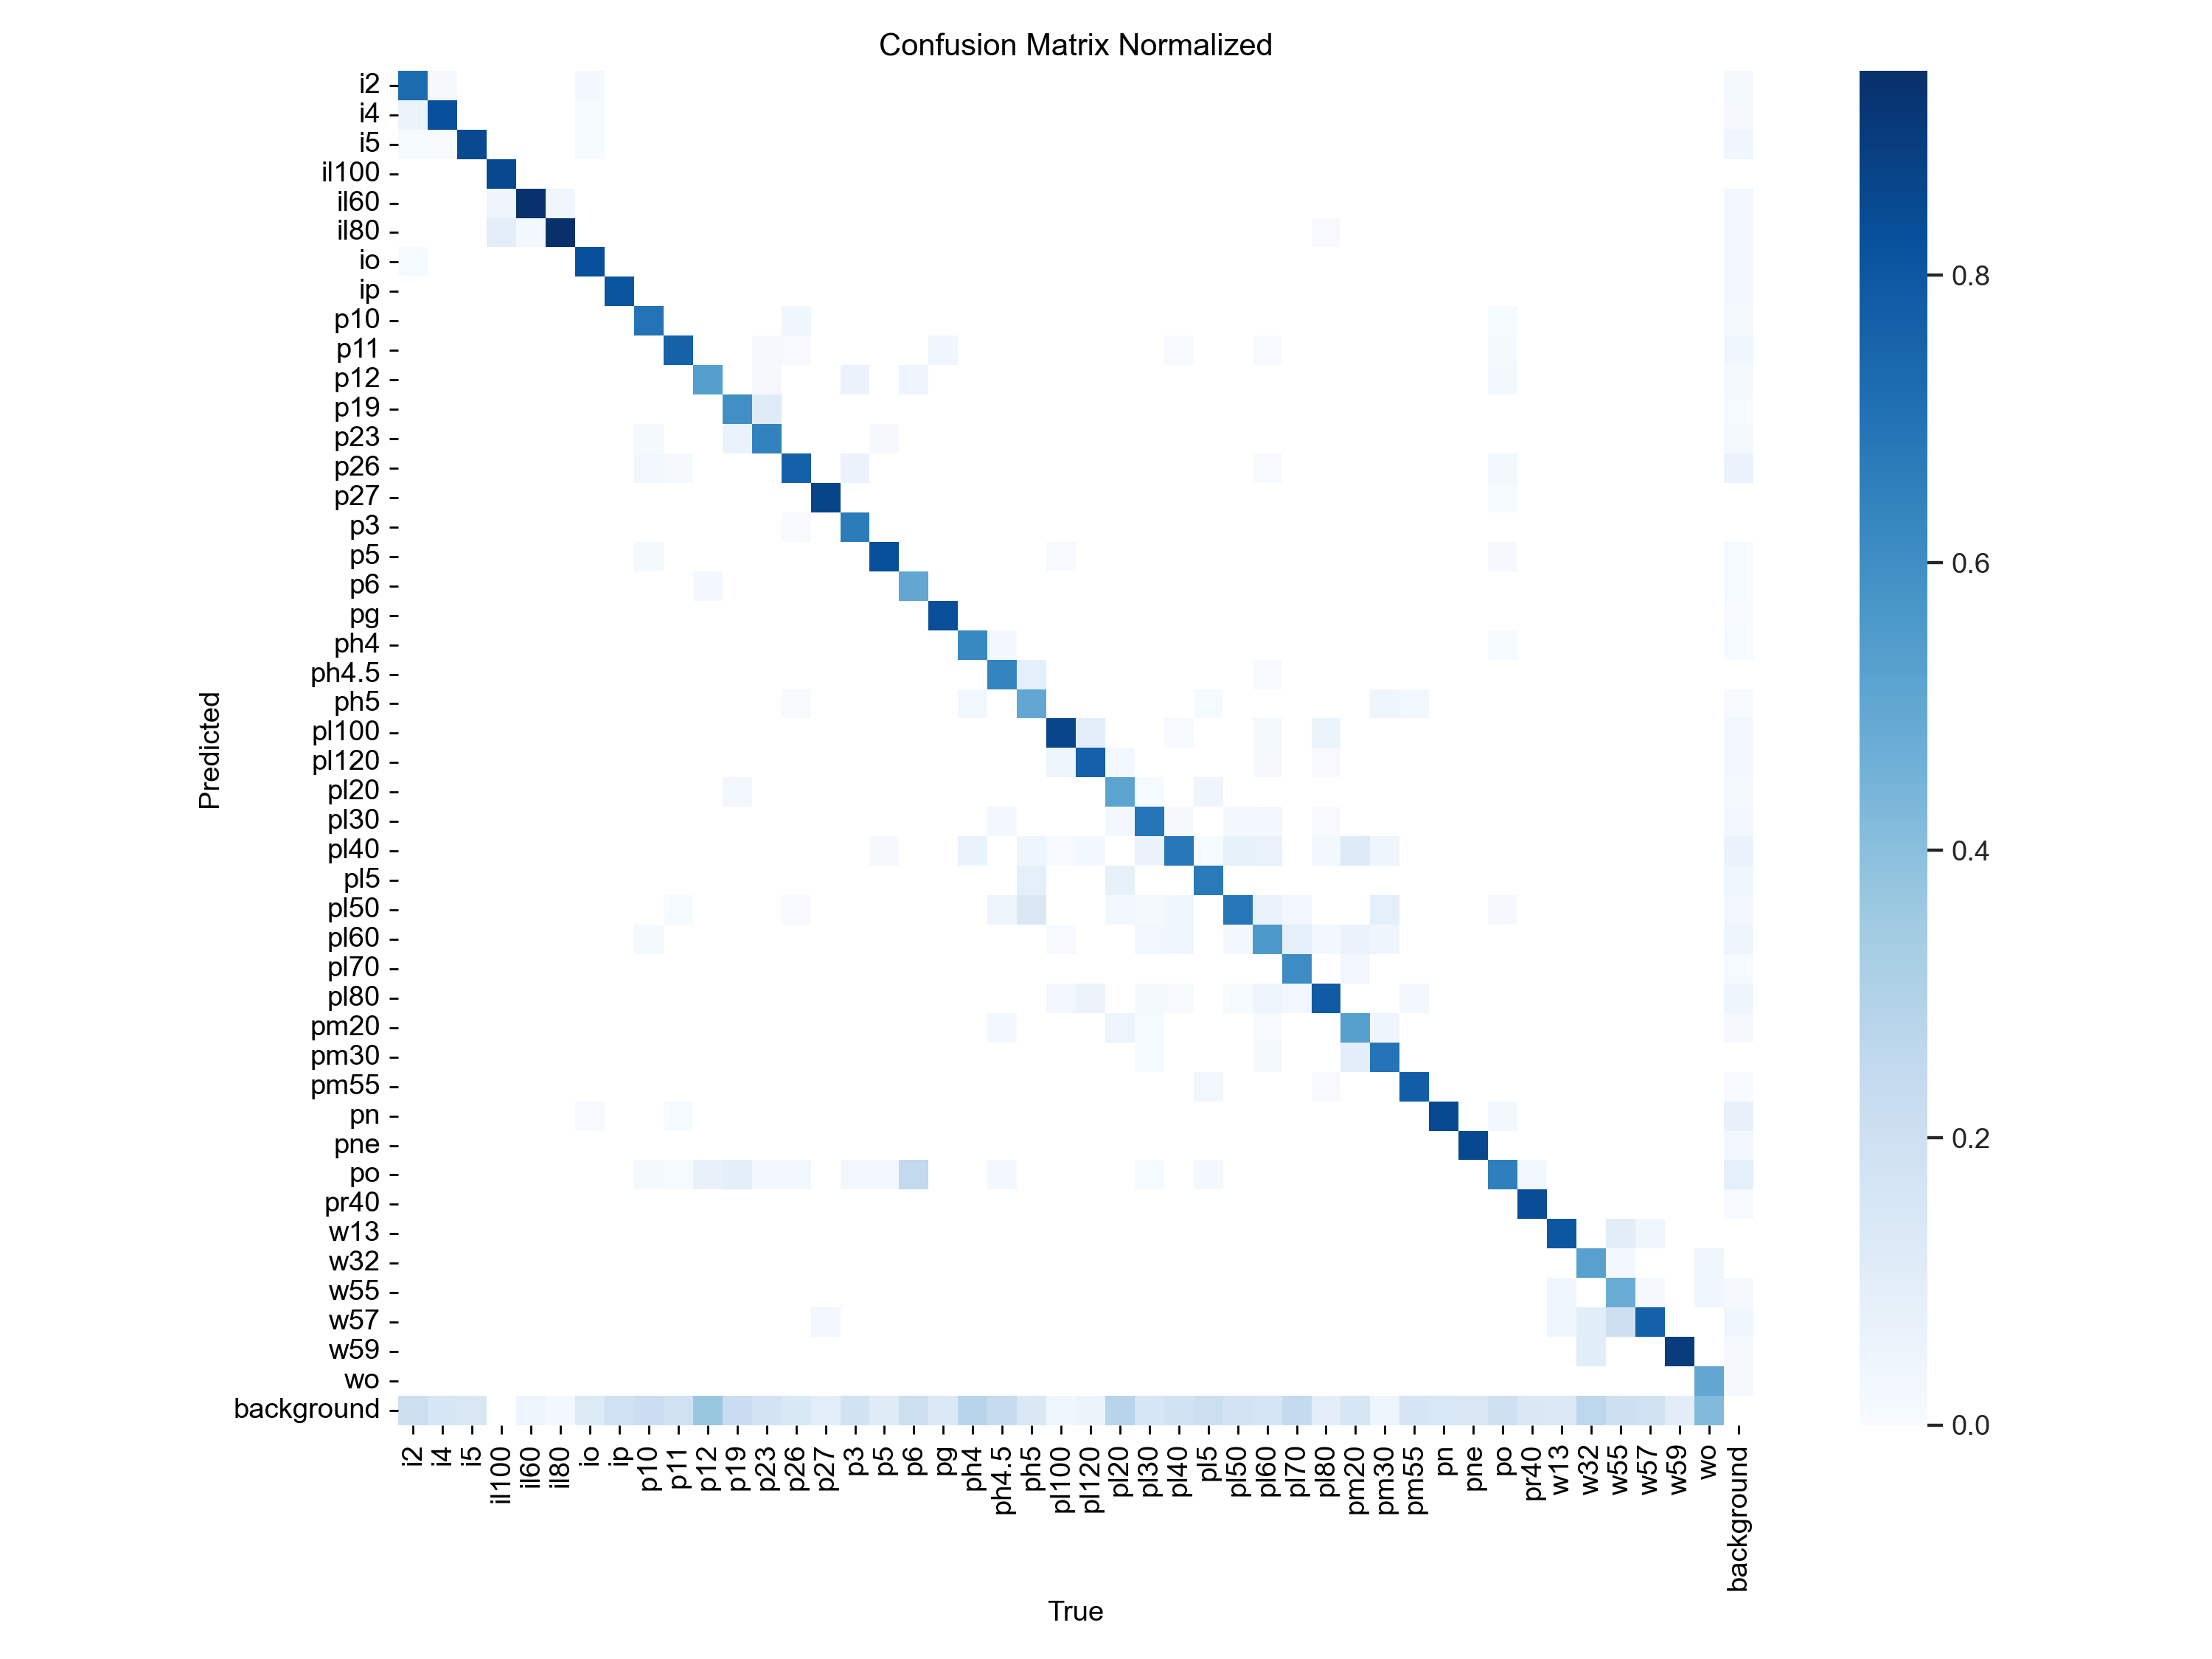 Confusion Matrix Normalized
i2
i4
i5
il100
il60
il80
io
ip
p10
p11
p12
p19
p23
p26
p27
p3
p5
p6
pg
ph4
ph4.5
ph5
pl100
pl120
pl20
pl30
pl40
pl5
pl50
pl60
pl70
pl80
pm20
pm30
pm55
pn
pne
po
pr40
w13
w32
w55
w57
w59
wo
background
Predicted
i2 i4 i5 il100 il60 il80 io ip p10 p11 p12 p19 p23 p26 p27 p3 p5 p6 pg ph4 ph4.5 ph5 pl100 pl120 pl20 pl30 pl40 pl5 pl50 pl60 pl70 pl80 pm20 pm30 pm55 pn pne po pr40 w13 w32 w55 w57 w59 wo background
True
0.8
0.6
0.4
0.2
0.0